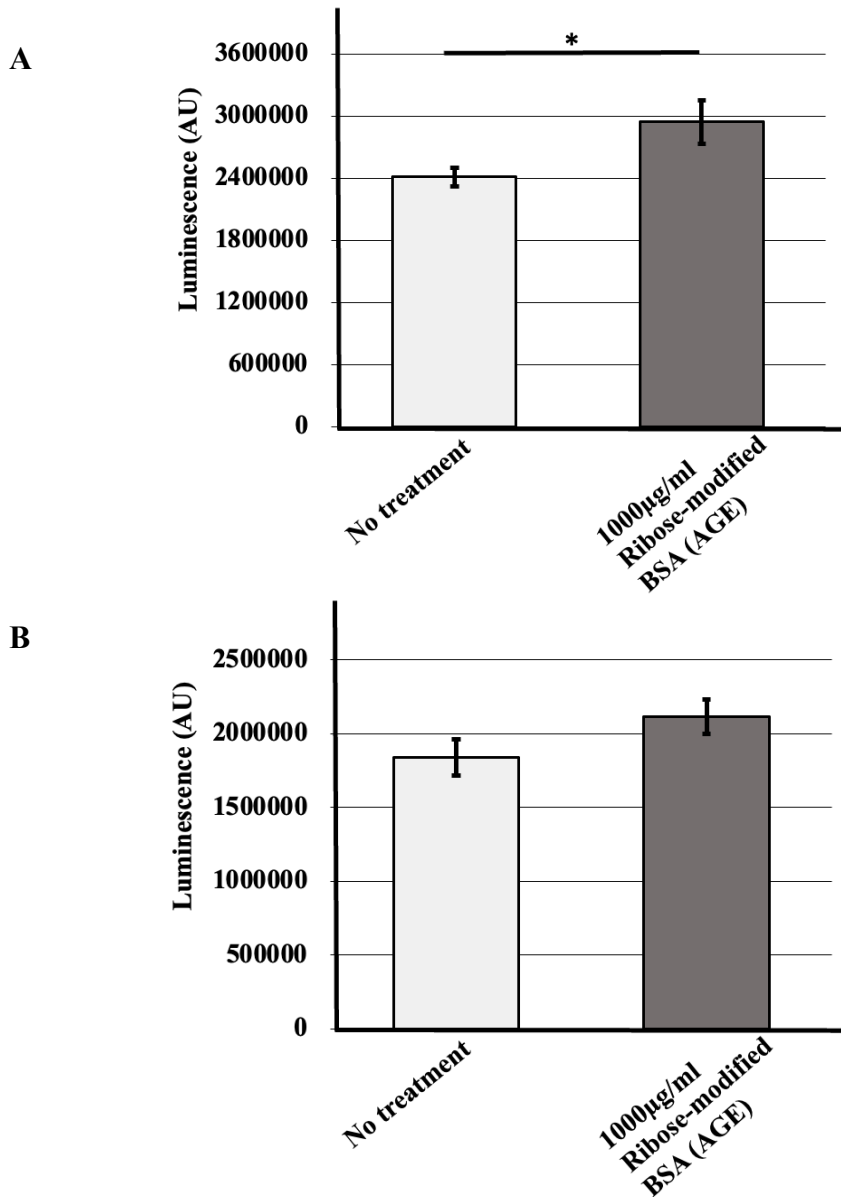 A
Luminescence (AU)
3600000
3000000
2400000
1800000
1200000
600000
0
*
No treatment
1000µg/ml
Ribose-modified
BSA (AGE)
B
Luminescence (AU)
2500000
2000000
1500000
1000000
500000
0
No treatment
1000µg/ml
Ribose-modified
BSA (AGE)